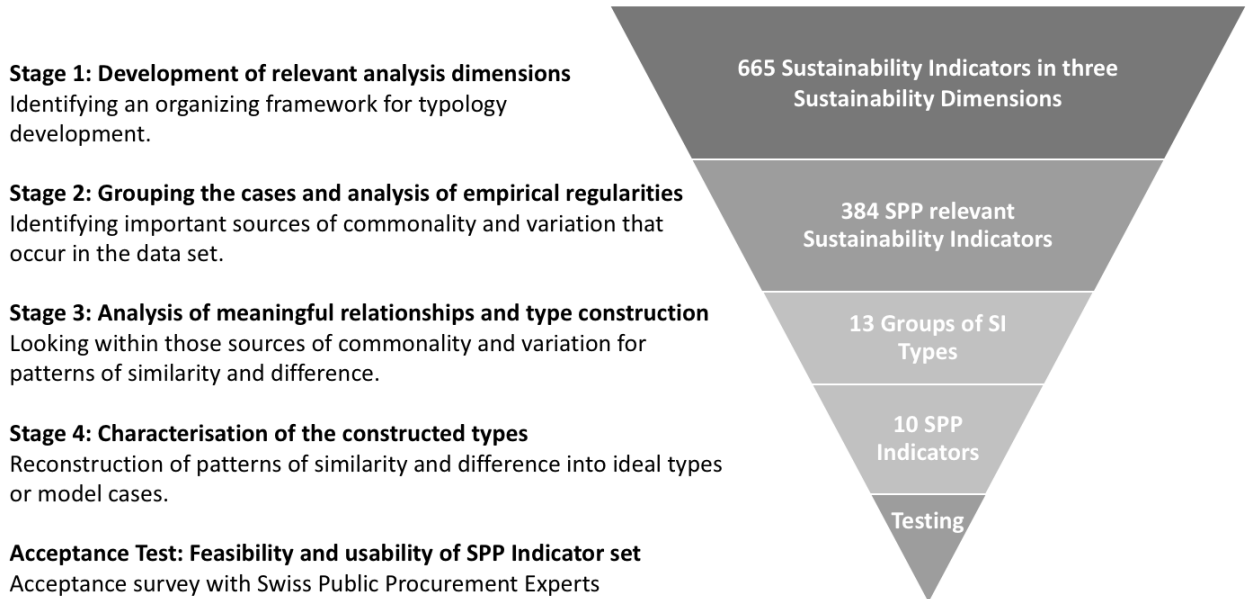 Stage 1: Development of relevant analysis dimensions
Identifying an organizing framework for typology
development.
665 Sustainability Indicators in three
Sustainability Dimensions
Stage 2: Grouping the cases and analysis of empirical regularities
Identifying important sources of commonality and variation that
occur in the data set.
384 SPP relevant
Sustainability Indicators
Stage 3: Analysis of meaningful relationships and type construction
Looking within those sources of commonality and variation for
patterns of similarity and difference.
13 Groups of SI
Types
Stage 4: Characterisation of the constructed types
Reconstruction of patterns of similarity and difference into ideal types
or model cases.
10 SPP
Indicators
Acceptance Test: Feasibility and usability of SPP Indicator set
Acceptance survey with Swiss Public Procurement Experts
Testing